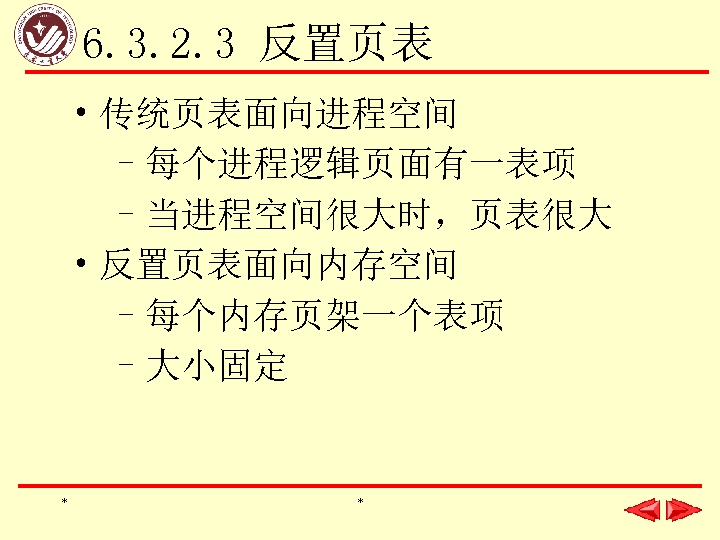 6.3.2.3 反置页表
•传统页表面向进程空间
–每个进程逻辑页面有一表项
–当进程空间很大时，页表很大
•反置页表面向内存空间
–每个内存页架一个表项
–大小固定
* *